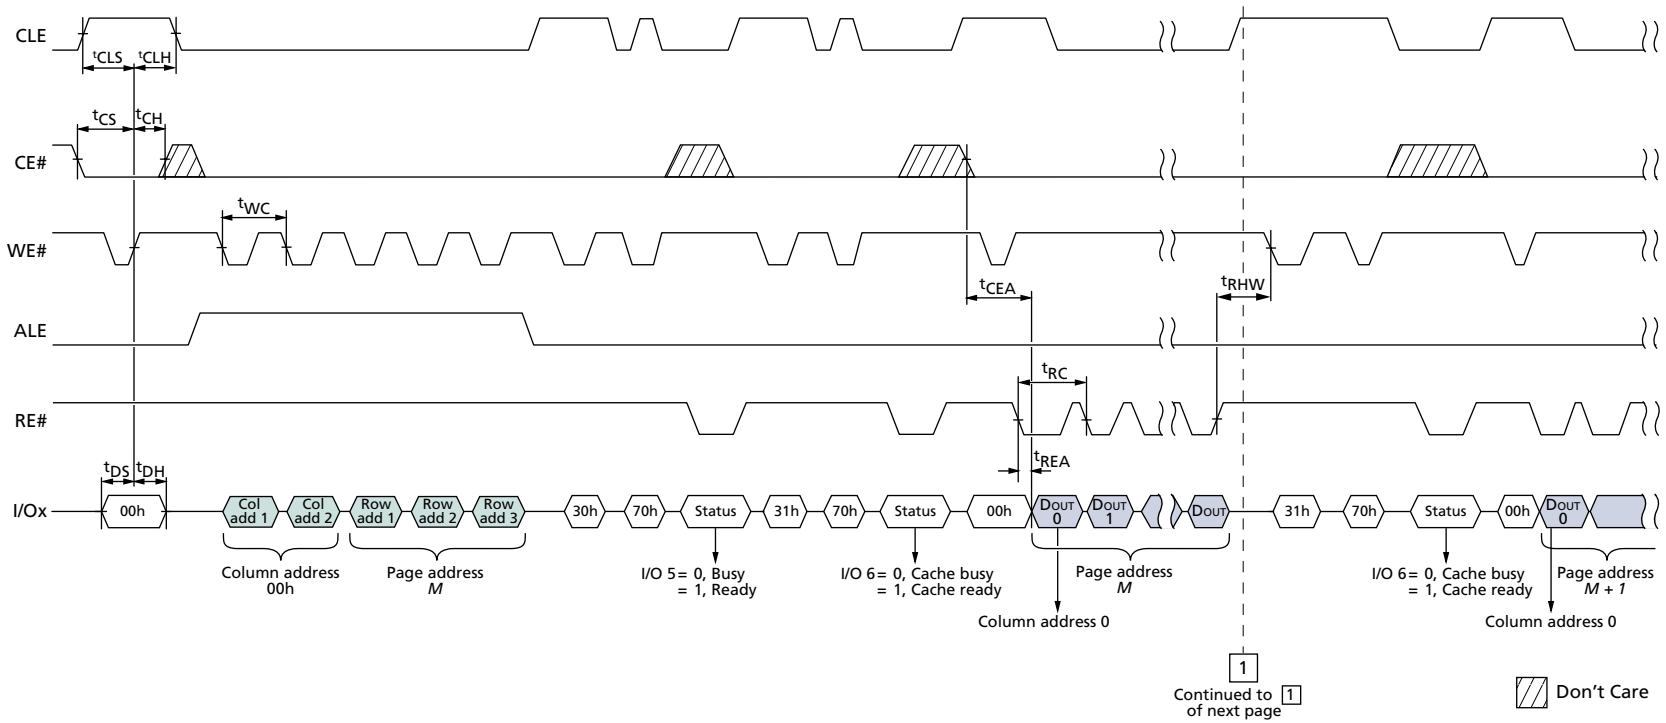 CLE
tCLS
tCLH
tCS
tCH
CE#
tWC
WE#
tCEA
tRHW
ALE
tRC
RE#
tREA
tDS
tDH
I/Ox
00h
Col add 1
Col add 2
Row add 1
Row add 2
Row add 3
30h
70h
Status
31h
70h
Status
00h
DOUT 0
DOUT 1
DOUT
31h
70h
Status
00h
DOUT 0
Column address
00h
Page address
M
I/O 5 = 0, Busy
= 1, Ready
I/O 6 = 0, Cache busy
= 1, Cache ready
Page address
M
Column address 0
I/O 6 = 0, Cache busy
= 1, Cache ready
Page address
M + 1
Column address 0
1
Continued to 1
of next page
Don't Care